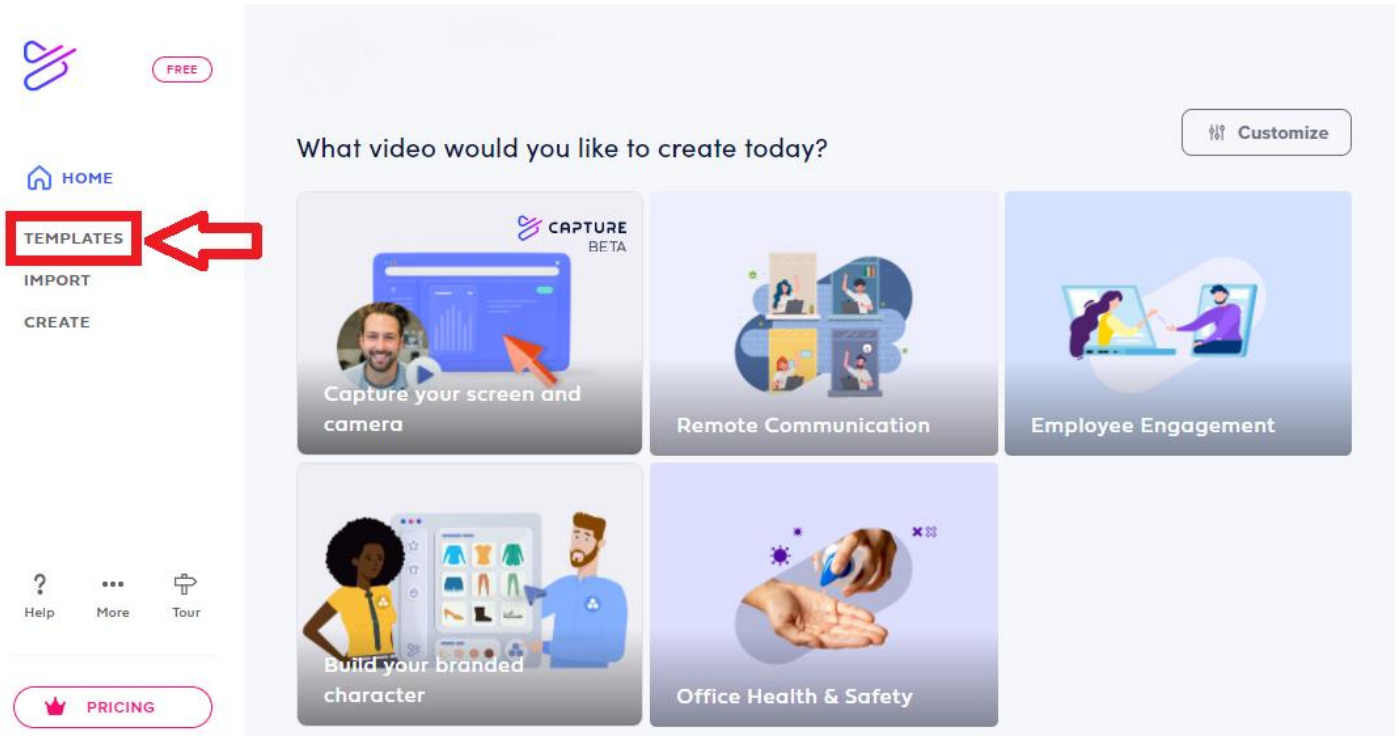 FREE
HOME
TEMPLATES
IMPORT
CREATE
?
Help
More
Tour
PRICING
What video would you like to create today?
Customize
CAPTURE
BETA
Capture your screen and
camera
Remote Communication
Employee Engagement
Build your branded
character
Office Health & Safety